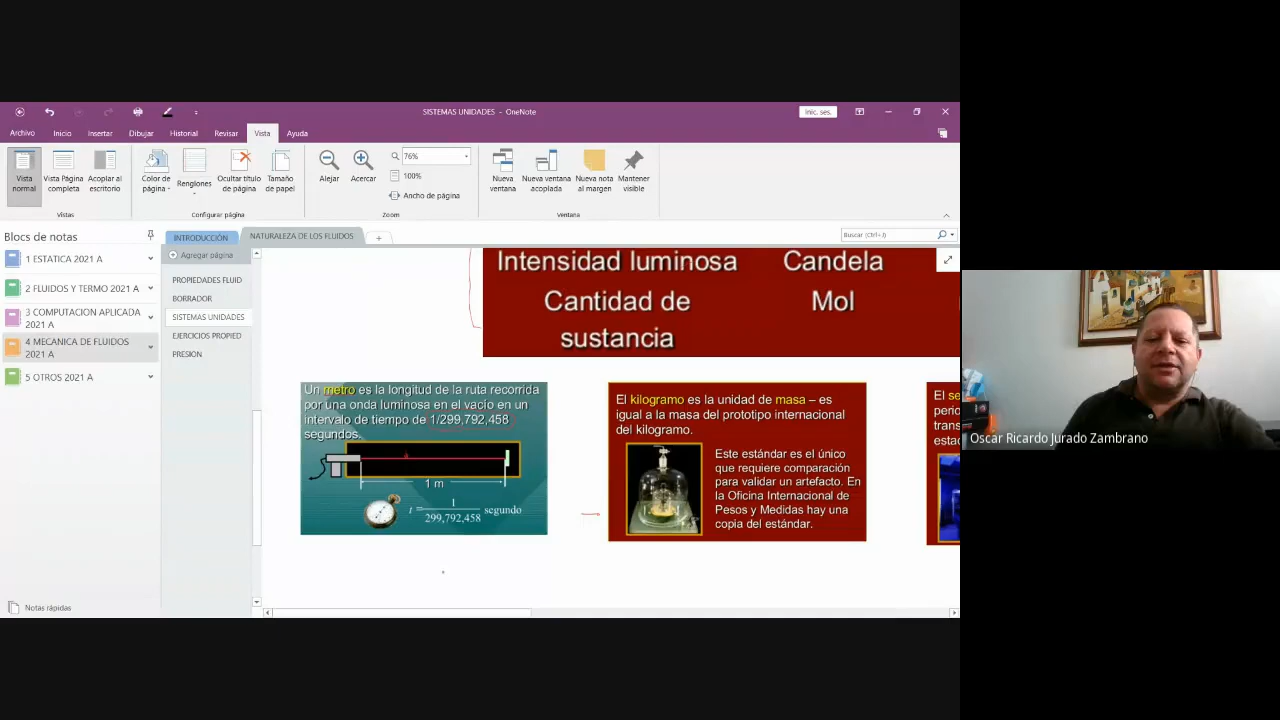 SISTEMAS UNIDADES - OneNote
Inic. ses.
Archivo Inicio Insertar Dibujar Historial Revisar Vista Ayuda
Vista normal
Vista Página completa
Acoplar al escritorio
Vistas
Color de página
Renglones
Ocultar título de página
Tamaño de papel
Configurar página
Alejar
Acercar
76%
100%
Ancho de página
Zoom
Nueva ventana
Nueva ventana acoplada
Nueva nota al margen
Mantener visible
Ventana
Blocs de notas
INTRODUCCIÓN
NATURALEZA DE LOS FLUIDOS
+
Buscar (Ctrl+J)
1 ESTATICA 2021 A
2 FLUIDOS Y TERMO 2021 A
3 COMPUTACION APLICADA
2021 A
4 MECANICA DE FLUIDOS
2021 A
5 OTROS 2021 A
Notas rápidas
Agregar página
PROPIEDADES FLUID
BORRADOR
SISTEMAS UNIDADES
EJERCICIOS PROPIED
PRESION
Intensidad luminosa Candela
Cantidad de Mol
sustancia
Un metro es la longitud de la ruta recorrida
por una onda luminosa en el vacío en un
intervalo de tiempo de 1/299,792,458
segundos.
1 m
t = 1/299,792,458 segundo
El kilogramo es la unidad de masa – es
igual a la masa del prototipo internacional
del kilogramo.
Este estándar es el único
que requiere comparación
para validar un artefacto. En
la Oficina Internacional de
Pesos y Medidas hay una
copia del estándar.
El se
perio
trans
estad
Oscar Ricardo Jurado Zambrano